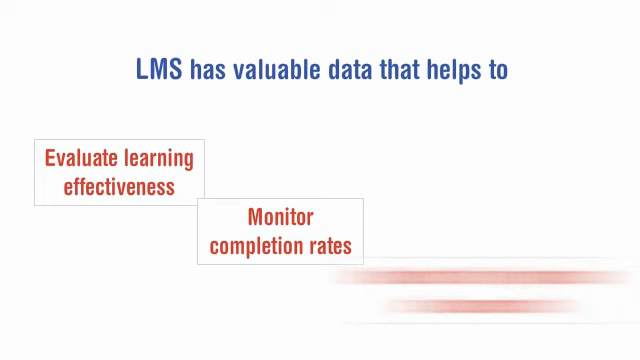 LMS has valuable data that helps to
Evaluate learning
effectiveness
Monitor
completion rates